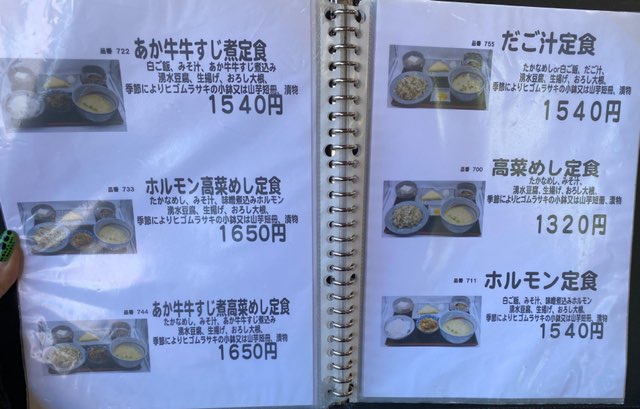 品番 722 あか牛牛すじ煮定食
白ご飯、みそ汁、あか牛牛すじ煮込み
湧水豆腐、生揚げ、おろし大根、
季節によりヒゴムラサキの小鉢又は山芋短冊、漬物
1540円
品番 733 ホルモン高菜めし定食
たかなめし、みそ汁、味噌煮込みホルモン
湧水豆腐、生揚げ、おろし大根、
季節によりヒゴムラサキの小鉢又は山芋短冊、漬物
1650円
品番 744 あか牛牛すじ煮高菜めし定食
たかなめし、みそ汁、あか牛牛すじ煮込み
湧水豆腐、生揚げ、おろし大根、
季節によりヒゴムラサキの小鉢又は山芋短冊、漬物
1650円
品番 755 だご汁定食
たかなめしor白ご飯、だご汁、
湧水豆腐、生揚げ、おろし大根、
季節によりヒゴムラサキの小鉢又は山芋短冊、漬物
1540円
品番 700 高菜めし定食
たかなめし、みそ汁、
湧水豆腐、生揚げ、おろし大根、
季節によりヒゴムラサキの小鉢又は山芋短冊、漬物
1320円
品番 711 ホルモン定食
白ご飯、みそ汁、味噌煮込みホルモン
湧水豆腐、生揚げ、おろし大根、
季節によりヒゴムラサキの小鉢又は山芋短冊、漬物
1540円